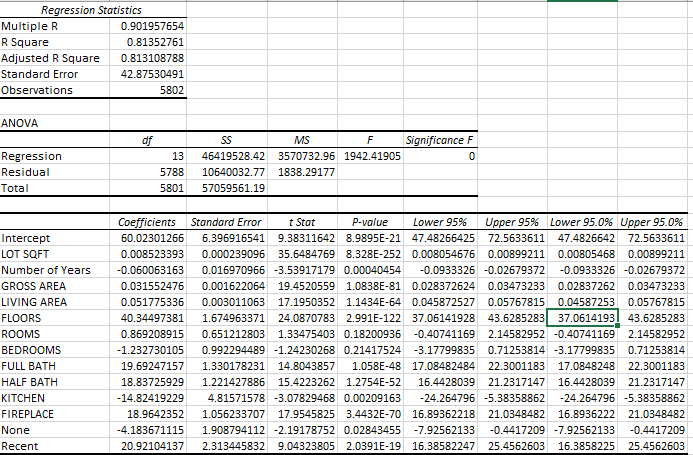 Regression Statistics
Multiple R 0.901957654
R Square 0.81352761
Adjusted R Square 0.813108788
Standard Error 42.87530491
Observations 5802
ANOVA
df SS MS F Significance F
Regression 13 46419528.42 3570732.96 1942.41905 0
Residual 5788 10640032.77 1838.29177
Total 5801 57059561.19
Coefficients Standard Error t Stat P-value Lower 95% Upper 95% Lower 95.0% Upper 95.0%
Intercept 60.02301266 6.396916541 9.38311642 8.9895E-21 47.48266425 72.5633611 47.4826642 72.5633611
LOT SQFT 0.008523393 0.000239096 35.6484769 8.328E-252 0.008054676 0.00899211 0.00805468 0.00899211
Number of Years -0.060063163 0.016970966 -3.53917179 0.00040454 -0.0933326 -0.02679372 -0.0933326 -0.02679372
GROSS AREA 0.031552476 0.001622064 19.4520559 1.0838E-81 0.028372624 0.03473233 0.02837262 0.03473233
LIVING AREA 0.051775336 0.003011063 17.1950352 1.1434E-64 0.045872527 0.05767815 0.04587253 0.05767815
FLOORS 40.34497381 1.674963371 24.0870783 2.991E-122 37.06141928 43.6285283 37.0614193 43.6285283
ROOMS 0.869208915 0.651212803 1.33475403 0.18200936 -0.40741169 2.14582952 -0.40741169 2.14582952
BEDROOMS -1.232730105 0.992294489 -1.24230268 0.21417524 -3.17799835 0.71253814 -3.17799835 0.71253814
FULL BATH 19.69247157 1.330178231 14.8043857 1.058E-48 17.08482484 22.3001183 17.0848248 22.3001183
HALF BATH 18.83725929 1.221427886 15.4223262 1.2754E-52 16.4428039 21.2317147 16.4428039 21.2317147
KITCHEN -14.82419229 4.81571578 -3.07829468 0.00209163 -24.264796 -5.38358862 -24.264796 -5.38358862
FIREPLACE 18.9642352 1.056233707 17.9545825 3.4432E-70 16.89362218 21.0348482 16.8936222 21.0348482
None -4.183671115 1.908794112 -2.19178752 0.02843455 -7.92562133 -0.4417209 -7.92562133 -0.4417209
Recent 20.92104137 2.313445832 9.04323805 2.0391E-19 16.38582247 25.4562603 16.3858225 25.4562603